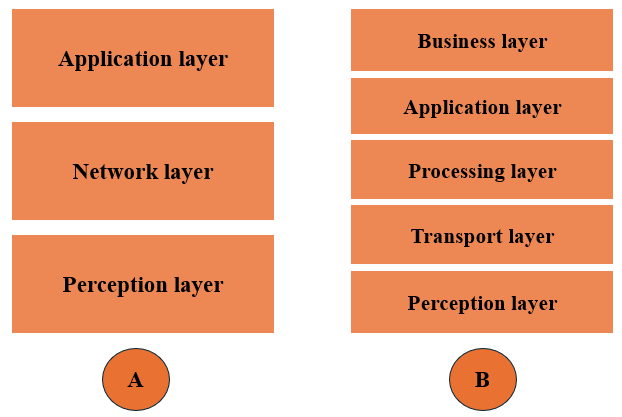 Application layer
Network layer
Perception layer
A
Business layer
Application layer
Processing layer
Transport layer
Perception layer
B